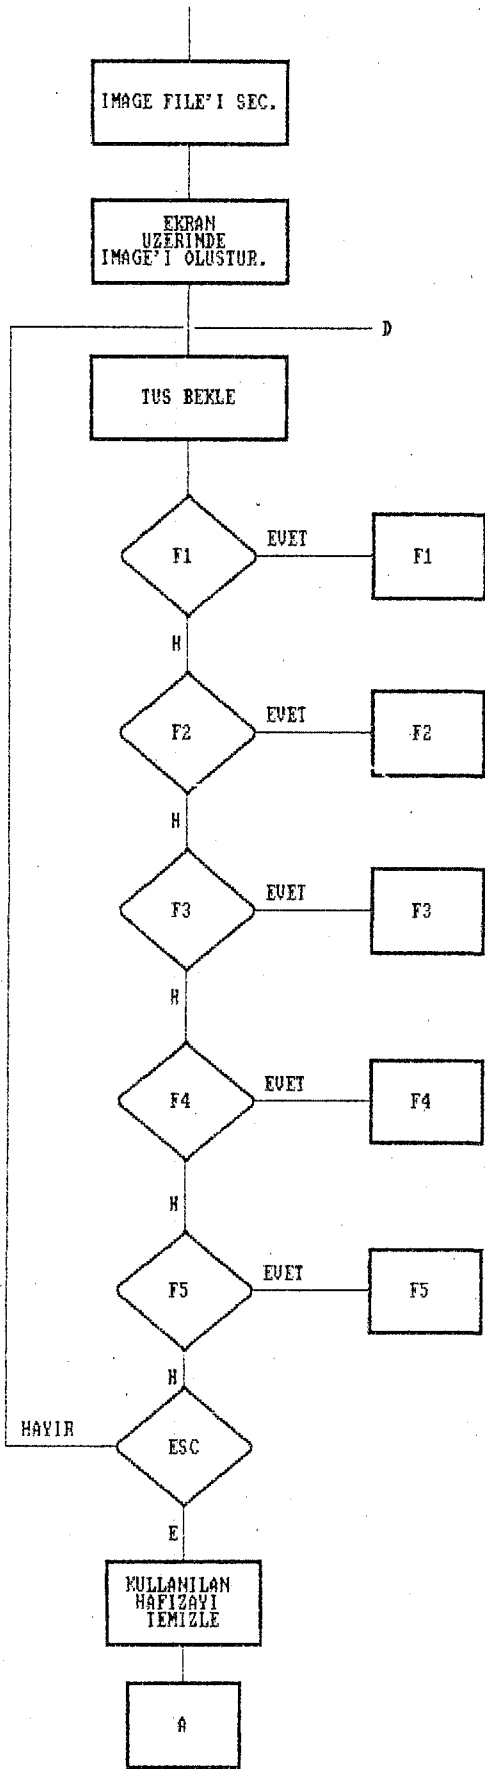 IMAGE FILE'I SEC.
EKRAN
UZERINDE
IMAGE'I OLUSTUR.
D
TUS BEKLE
F1
EVET
F1
H
F2
EVET
F2
H
F3
EVET
F3
H
F4
EVET
F4
H
F5
EVET
F5
H
HAYIR
ESC
E
KULLANILAN
HAFIZAYI
TEMIZLE
A